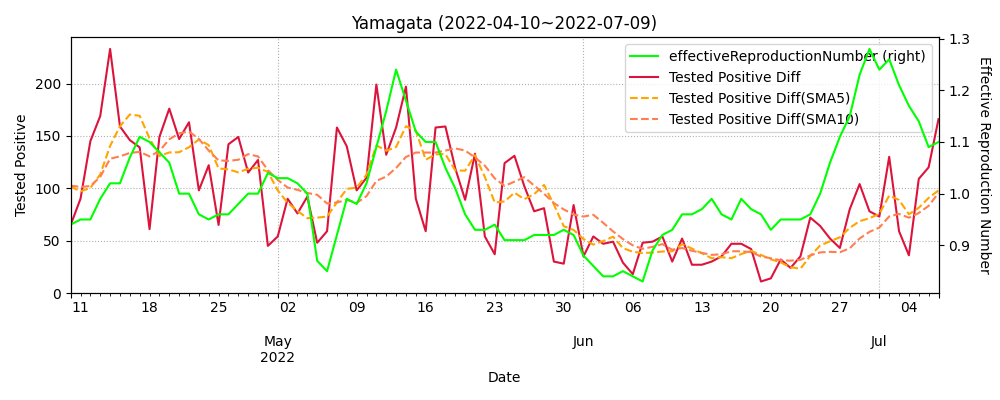 Yamagata (2022-04-10~2022-07-09)
effectiveReproductionNumber (right)
Tested Positive Diff
Tested Positive Diff(SMA5)
Tested Positive Diff(SMA10)
Tested Positive
200
150
100
50
0
1.3
1.2
1.1
1.0
0.9
Effective Reproduction Number
11 18 25 02 09 16 23 30 06 13 20 27 04
May Jun Jul
2022
Date